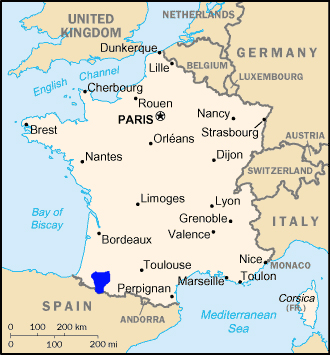 UNITED
KINGDOM
NETHERLANDS
Dunkerque
GERMANY
Lille
BELGIUM
LUXEMBOURG
English Channel
Cherbourg
Rouen
PARIS
Nancy
Strasbourg
Brest
Orléans
AUSTRIA
Nantes
Dijon
SWITZERLAND
Limoges
Lyon
Grenoble
ITALY
Bay of
Biscay
Bordeaux
Valence
Toulouse
Nice
MONACO
Marseille
Toulon
Perpignan
Corsica
(FR.)
SPAIN
ANDORRA
Mediterranean
Sea
0 100 200 km
0 100 200 mi